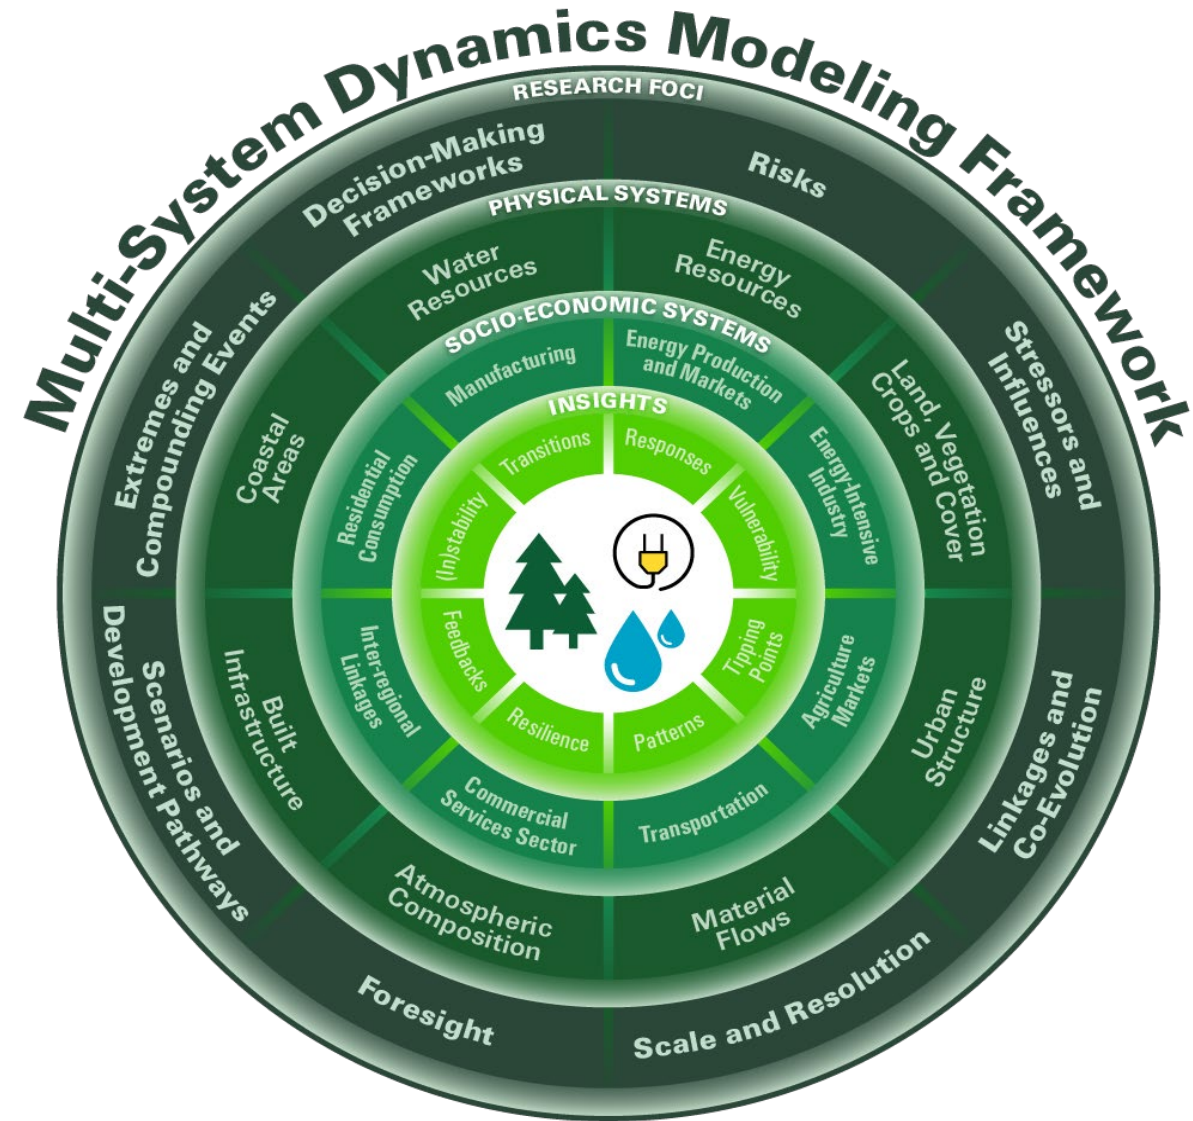 Multi-System Dynamics Modeling Framework
RESEARCH FOCI
Decision-Making
Frameworks
Risks
Stressors and
Influences
Linkages and
Co-Evolution
Scale and Resolution
Foresight
Scenarios and
Development Pathways
Extremes and
Compounding Events
PHYSICAL SYSTEMS
Water
Resources
Energy
Resources
Land, Vegetation
Crops and Cover
Urban
Structure
Material
Flows
Atmospheric
Composition
Built
Infrastructure
Coastal
Areas
SOCIO-ECONOMIC SYSTEMS
Manufacturing
Energy Production
and Markets
Energy-Intensive
Industry
Agriculture
Markets
Transportation
Commercial
Services Sector
Inter-regional
Linkages
Residential
Consumption
INSIGHTS
Transitions
Responses
Vulnerability
Tipping
Points
Patterns
Resilience
Feedbacks
(In)stability